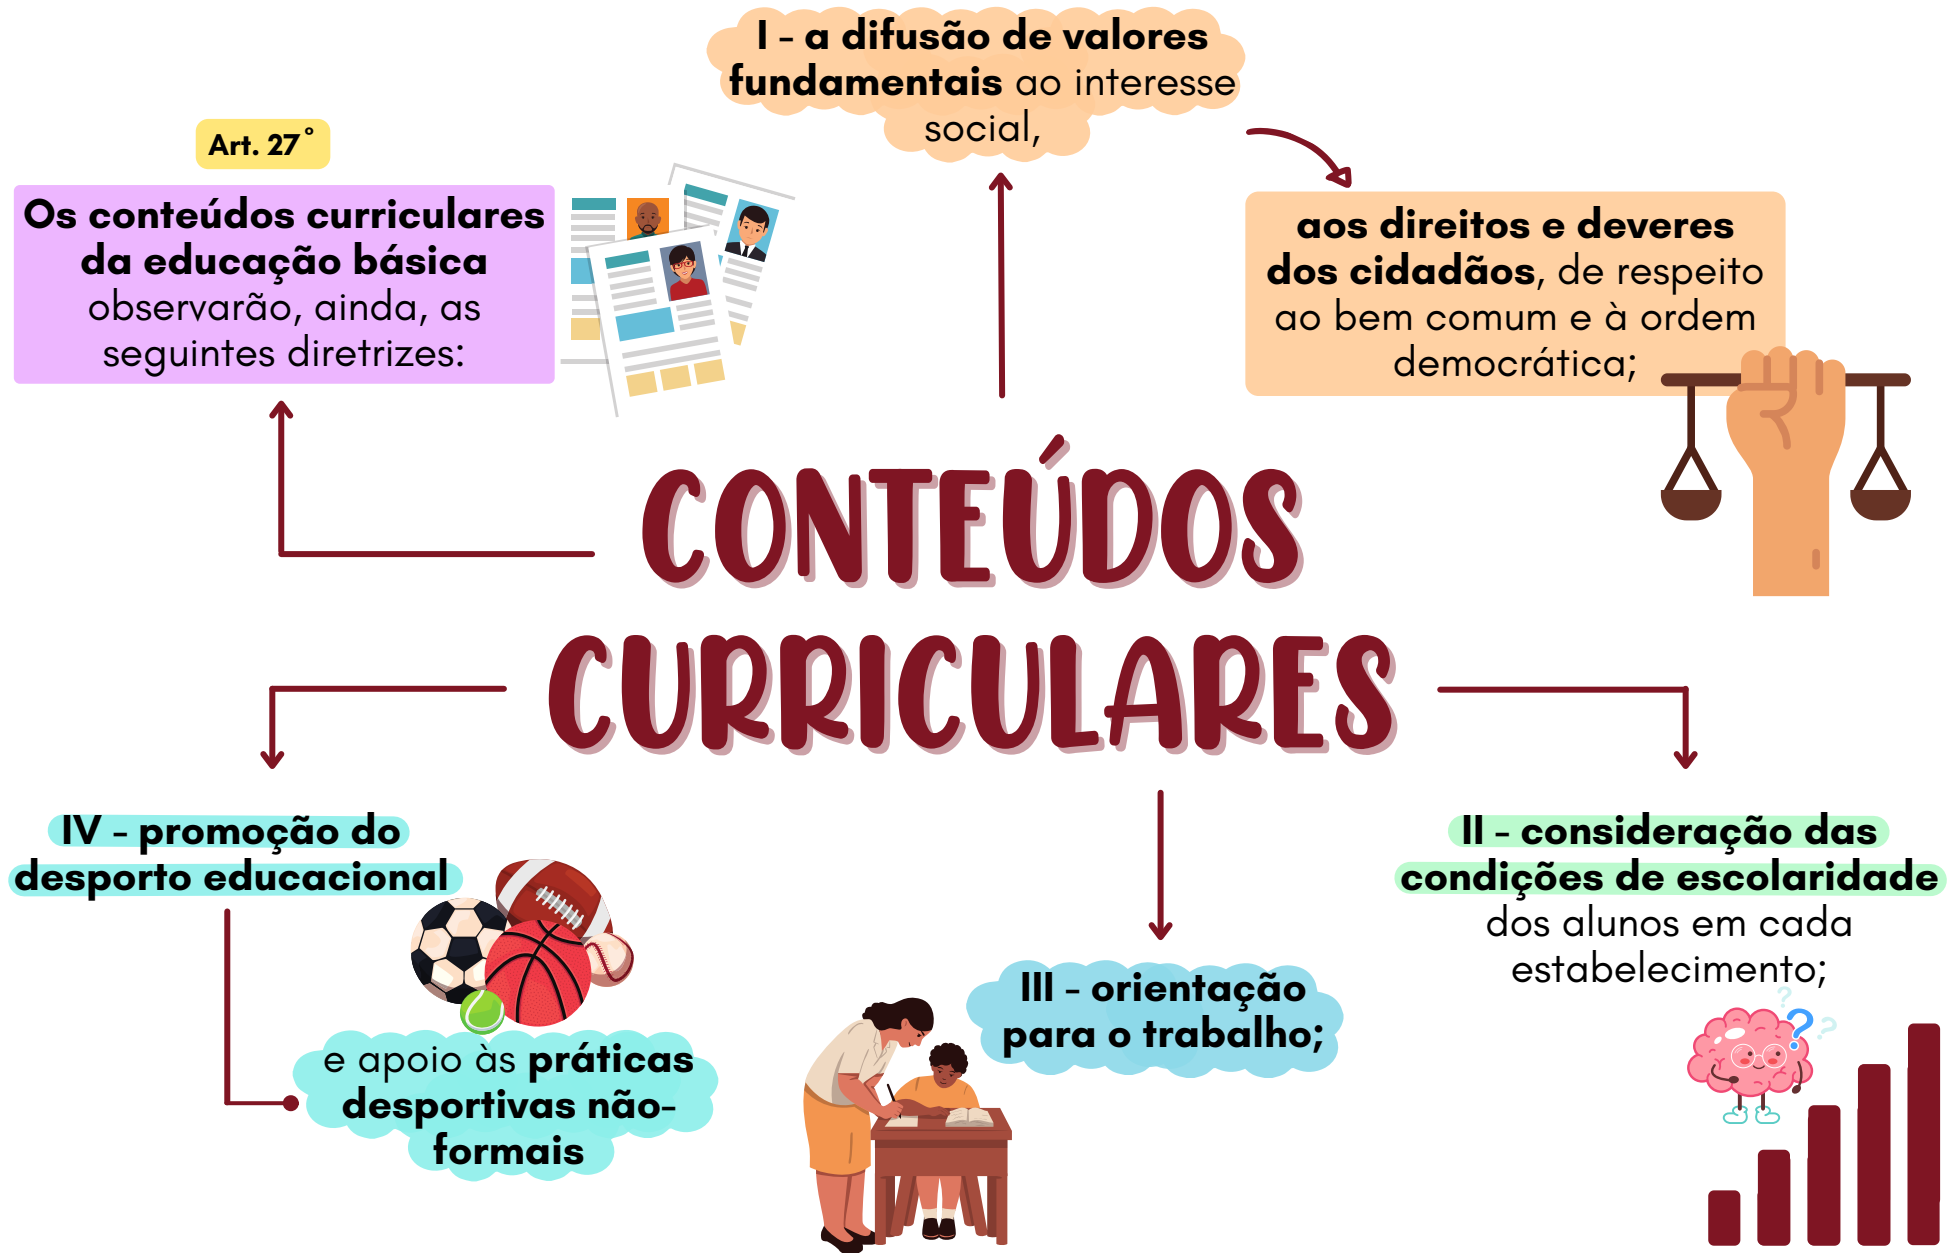 Art. 27°
Os conteúdos curriculares
da educação básica
observarão, ainda, as
seguintes diretrizes:
I - a difusão de valores
fundamentais ao interesse
social,
aos direitos e deveres
dos cidadãos, de respeito
ao bem comum e à ordem
democrática;
CONTEÚDOS
CURRICULARES
II - consideração das
condições de escolaridade
dos alunos em cada
estabelecimento;
? ? ?
III - orientação
para o trabalho;
IV - promoção do
desporto educacional
e apoio às práticas
desportivas não-
formais